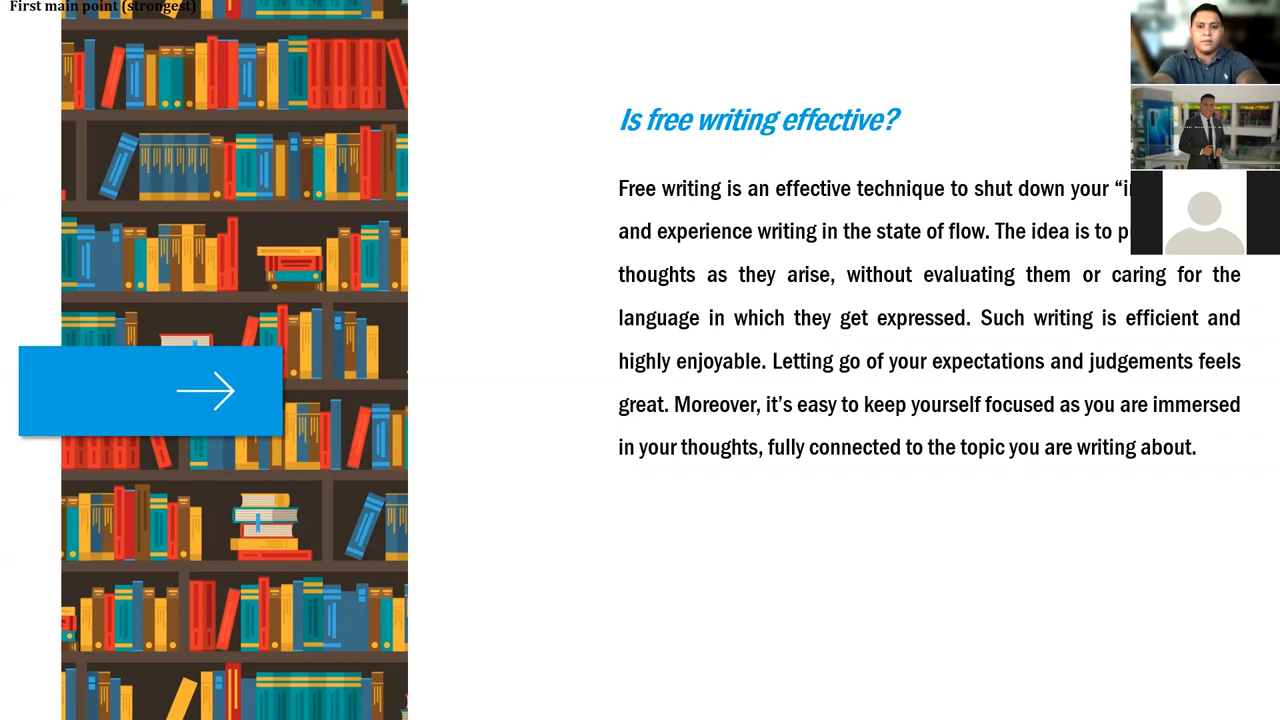 First main point (strongest)
Is free writing effective?
Free writing is an effective technique to shut down your “
and experience writing in the state of flow. The idea is to
thoughts as they arise, without evaluating them or caring for the
language in which they get expressed. Such writing is efficient and
highly enjoyable. Letting go of your expectations and judgements feels
great. Moreover, it’s easy to keep yourself focused as you are immersed
in your thoughts, fully connected to the topic you are writing about.